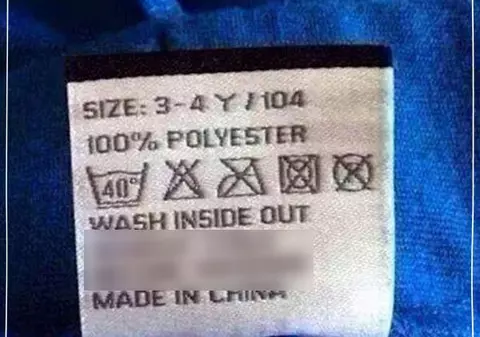 SIZE: 3-4 Y / 104
100% POLYESTER
40°
WASH INSIDE OUT
MADE IN CHINA